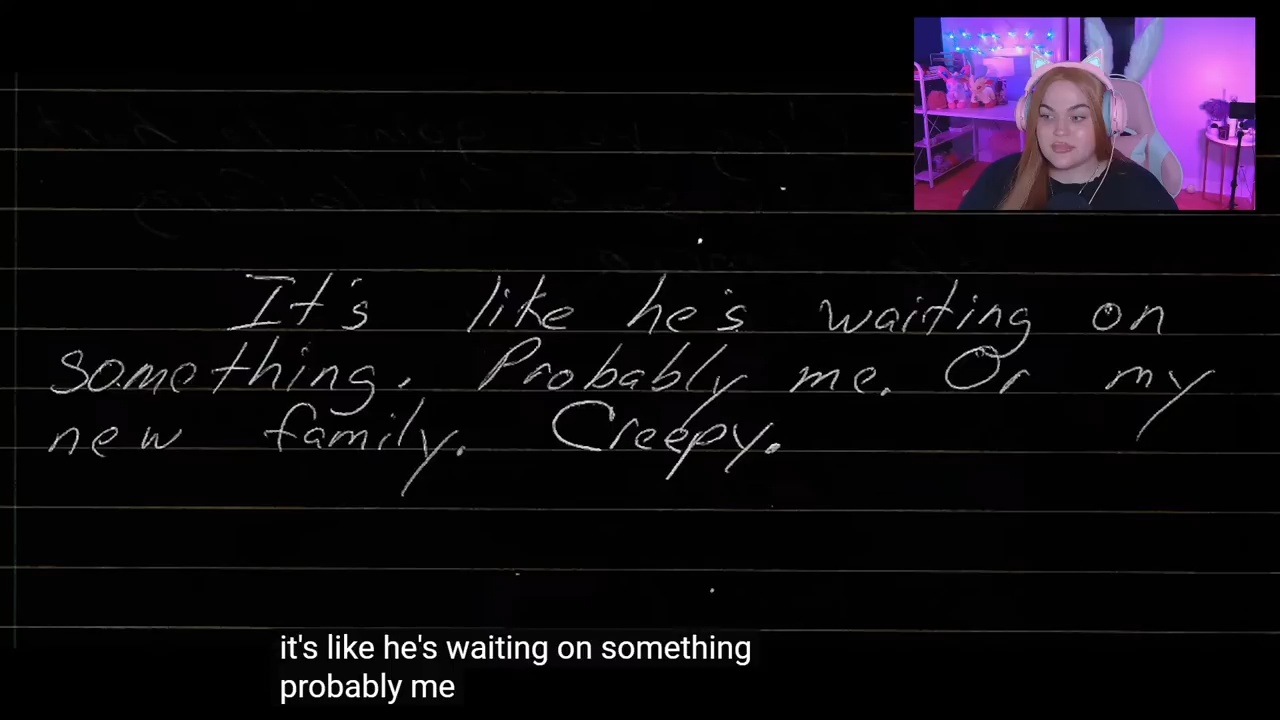 It's like he's waiting on
something. Probably me. Or my
new family. Creepy.
it's like he's waiting on something
probably me